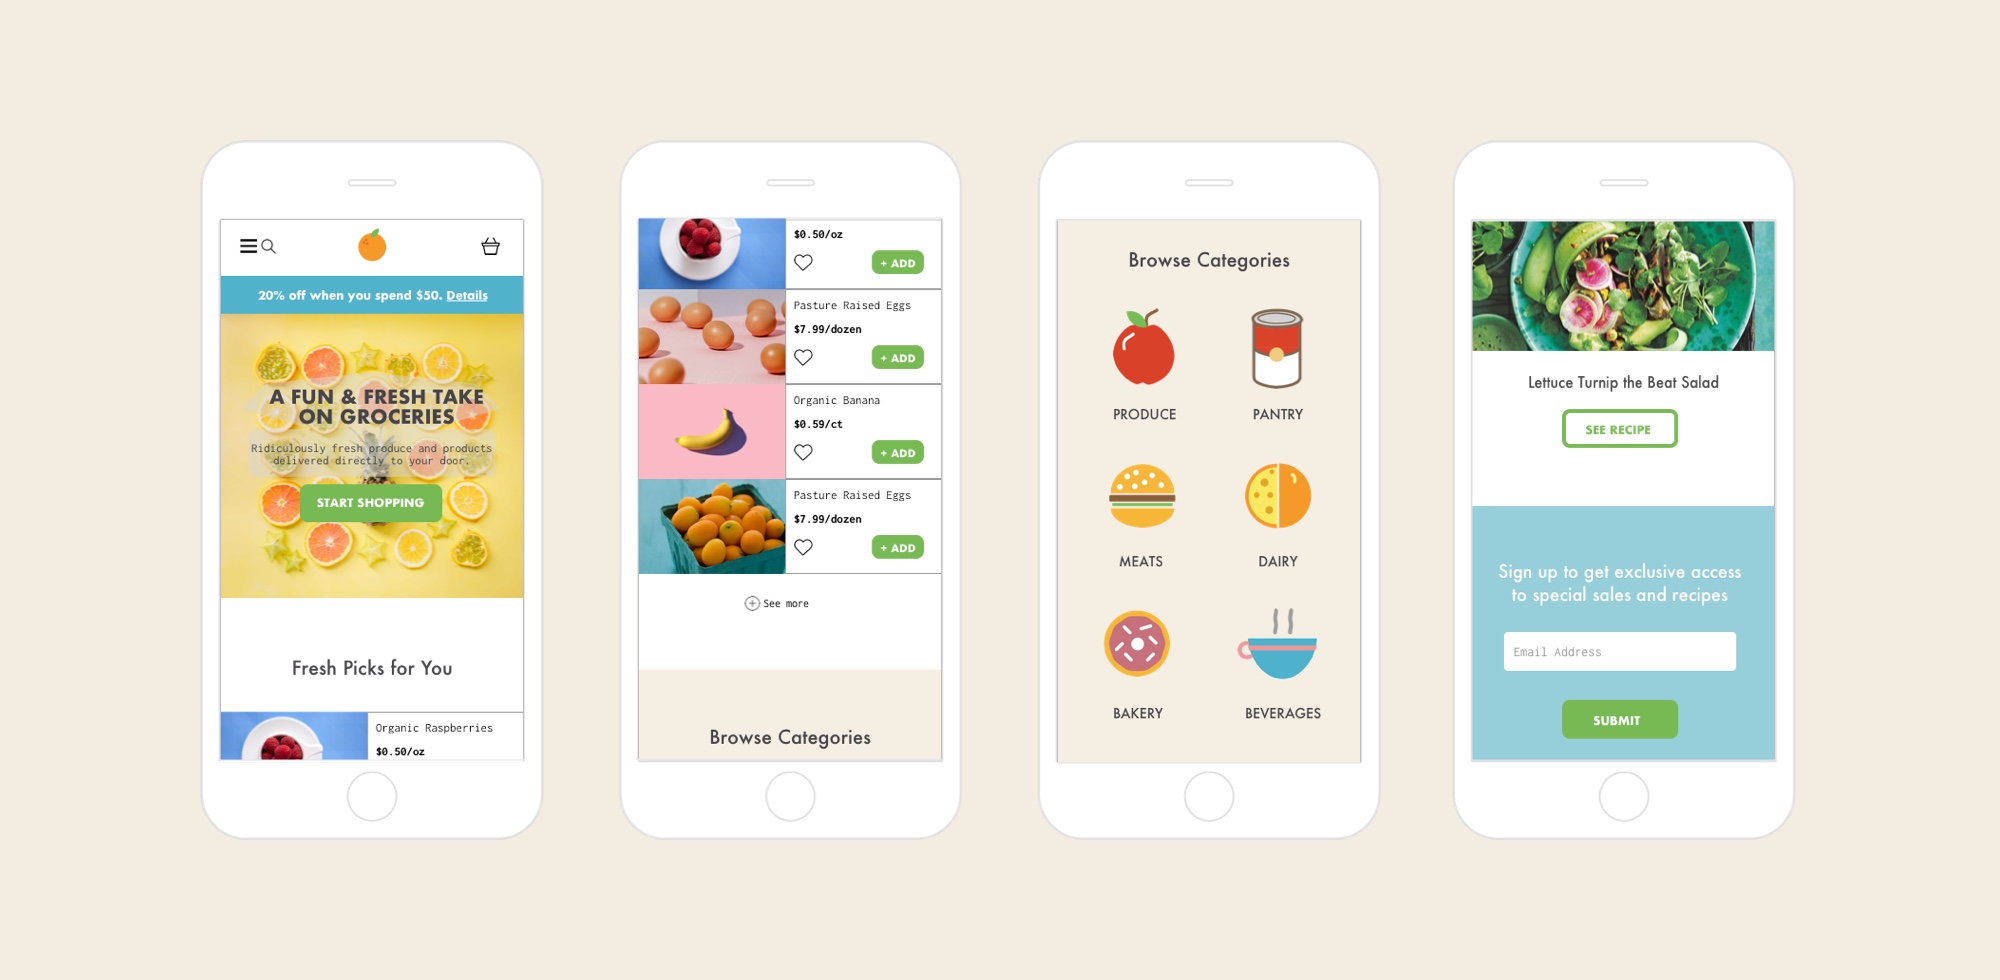 20% off when you spend $50. Details
A FUN & FRESH TAKE
ON GROCERIES
Ridiculously fresh produce and products
delivered directly to your door.
START SHOPPING
Fresh Picks for You
Organic Raspberries
$0.50/oz
$0.50/oz
+ ADD
Pasture Raised Eggs
$7.99/dozen
+ ADD
Organic Banana
$0.59/ct
+ ADD
Pasture Raised Eggs
$7.99/dozen
+ ADD
See more
Browse Categories
Browse Categories
PRODUCE
PANTRY
MEATS
DAIRY
BAKERY
BEVERAGES
Lettuce Turnip the Beat Salad
SEE RECIPE
Sign up to get exclusive access
to special sales and recipes
Email Address
SUBMIT